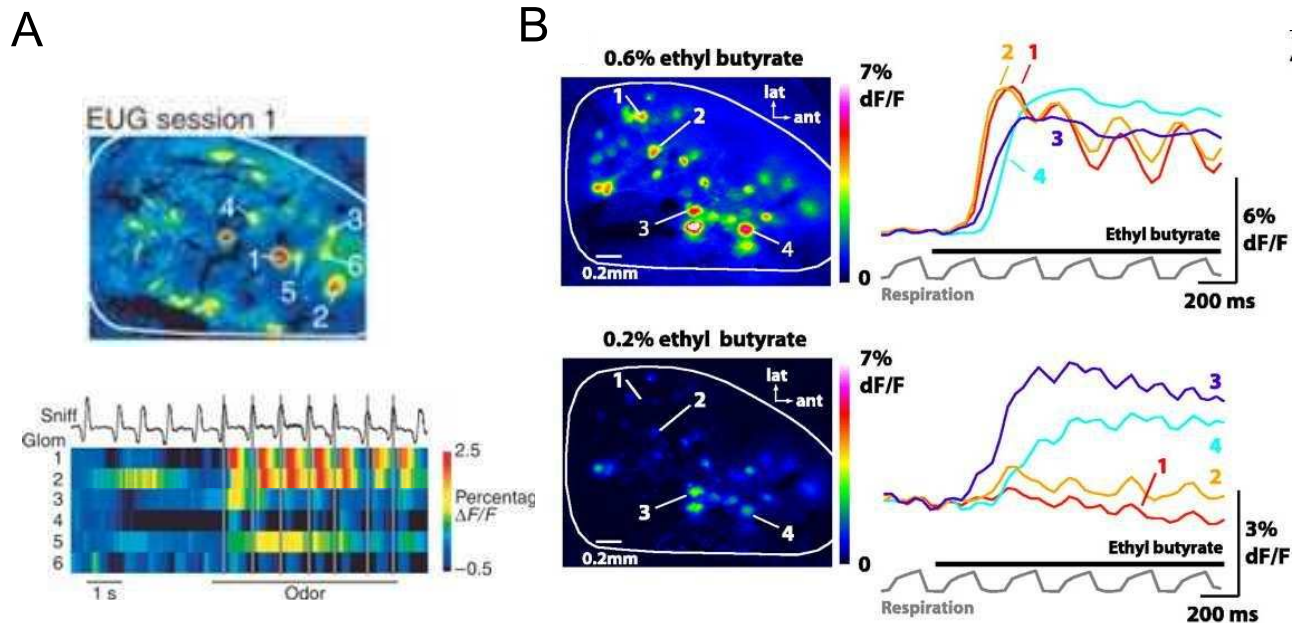 A
EUG session 1
4
3
1
6
5
2
Sniff
Glom
1
2
3
4
5
6
2.5
Percentag
ΔF/F
−0.5
1 s
Odor
B
0.6% ethyl butyrate
1
2
3
4
lat
ant
0.2mm
7%
dF/F
0
2 1
3
4
6%
dF/F
Ethyl butyrate
Respiration
200 ms
0.2% ethyl butyrate
1
2
3
4
lat
ant
0.2mm
7%
dF/F
0
3
4
1
2
3%
dF/F
Ethyl butyrate
Respiration
200 ms